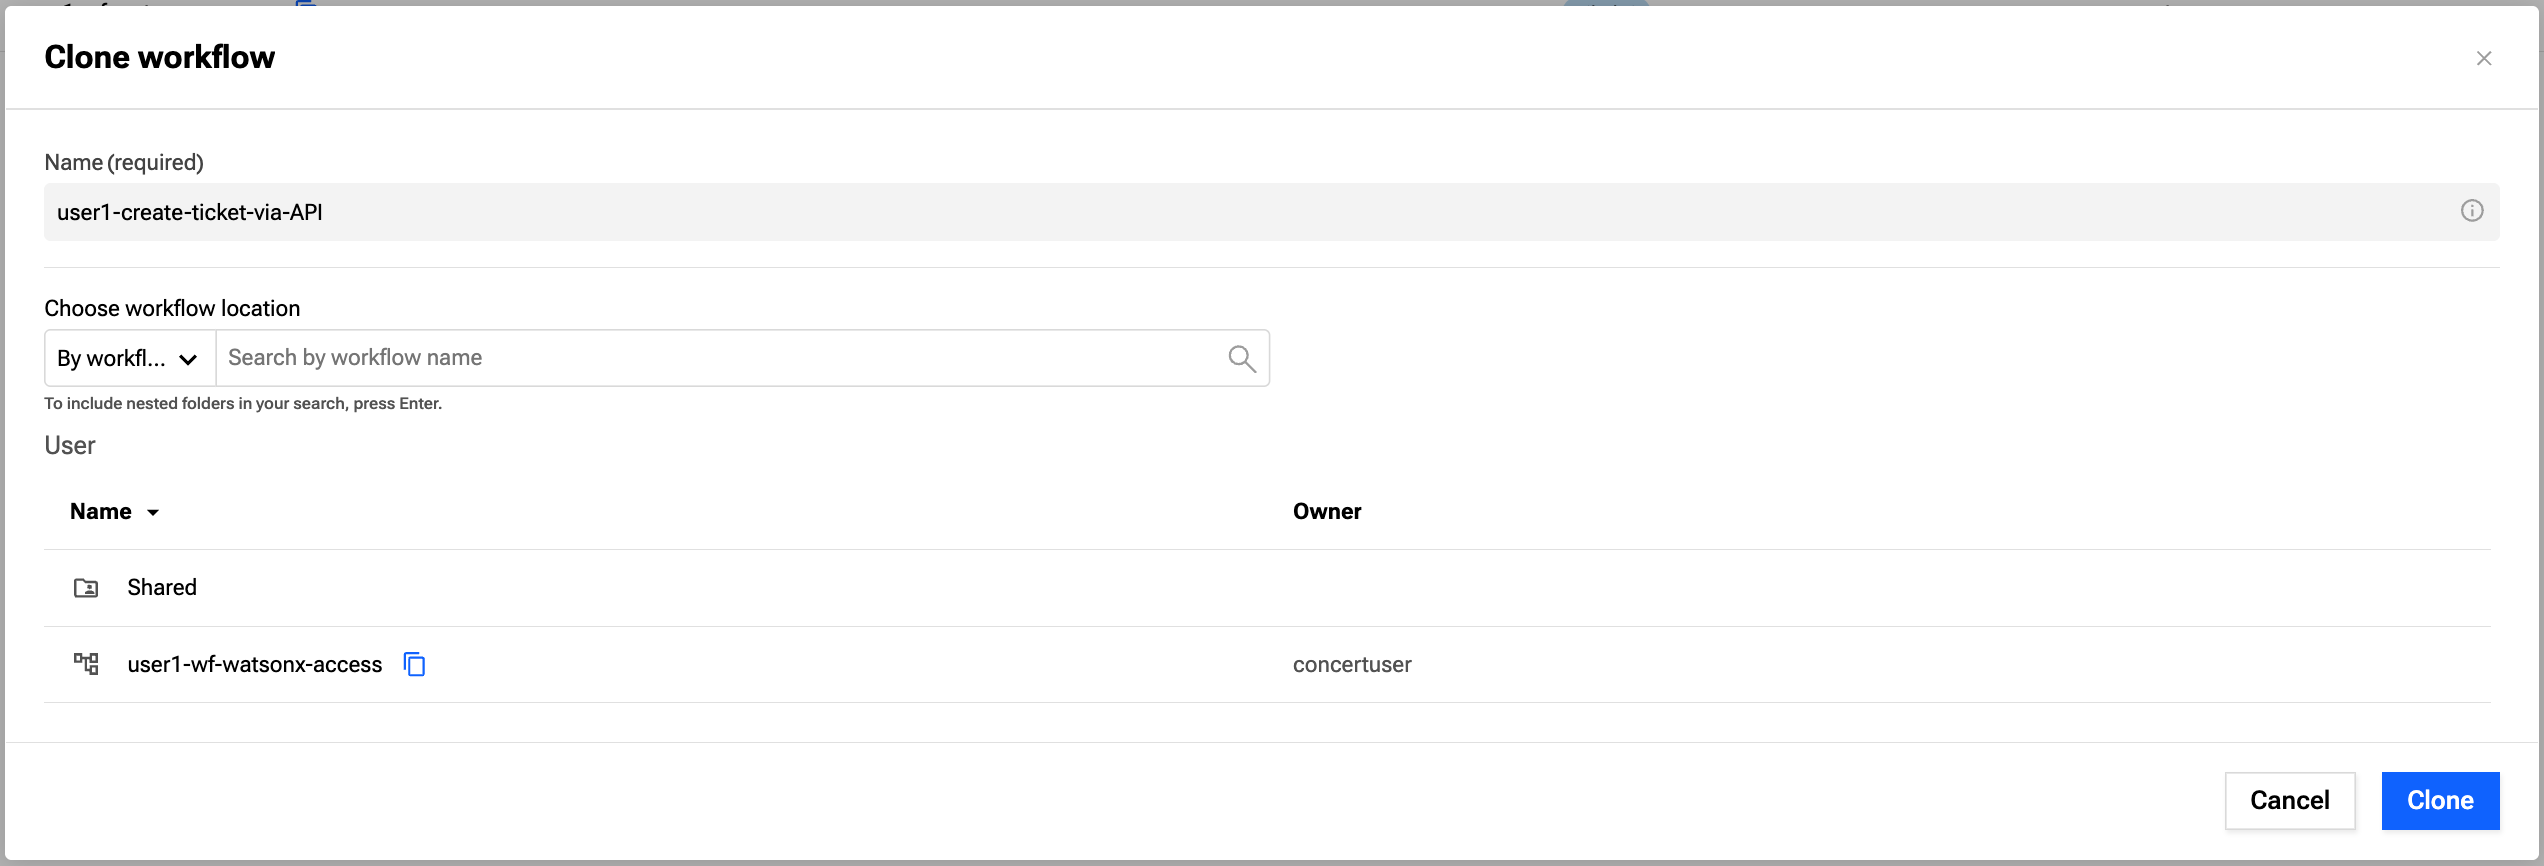 Clone workflow
Name (required)
user1-create-ticket-via-API
Choose workflow location
By workfl...
Search by workflow name
To include nested folders in your search, press Enter.
User
Name
Owner
Shared
user1-wf-watsonx-access
concertuser
Cancel
Clone